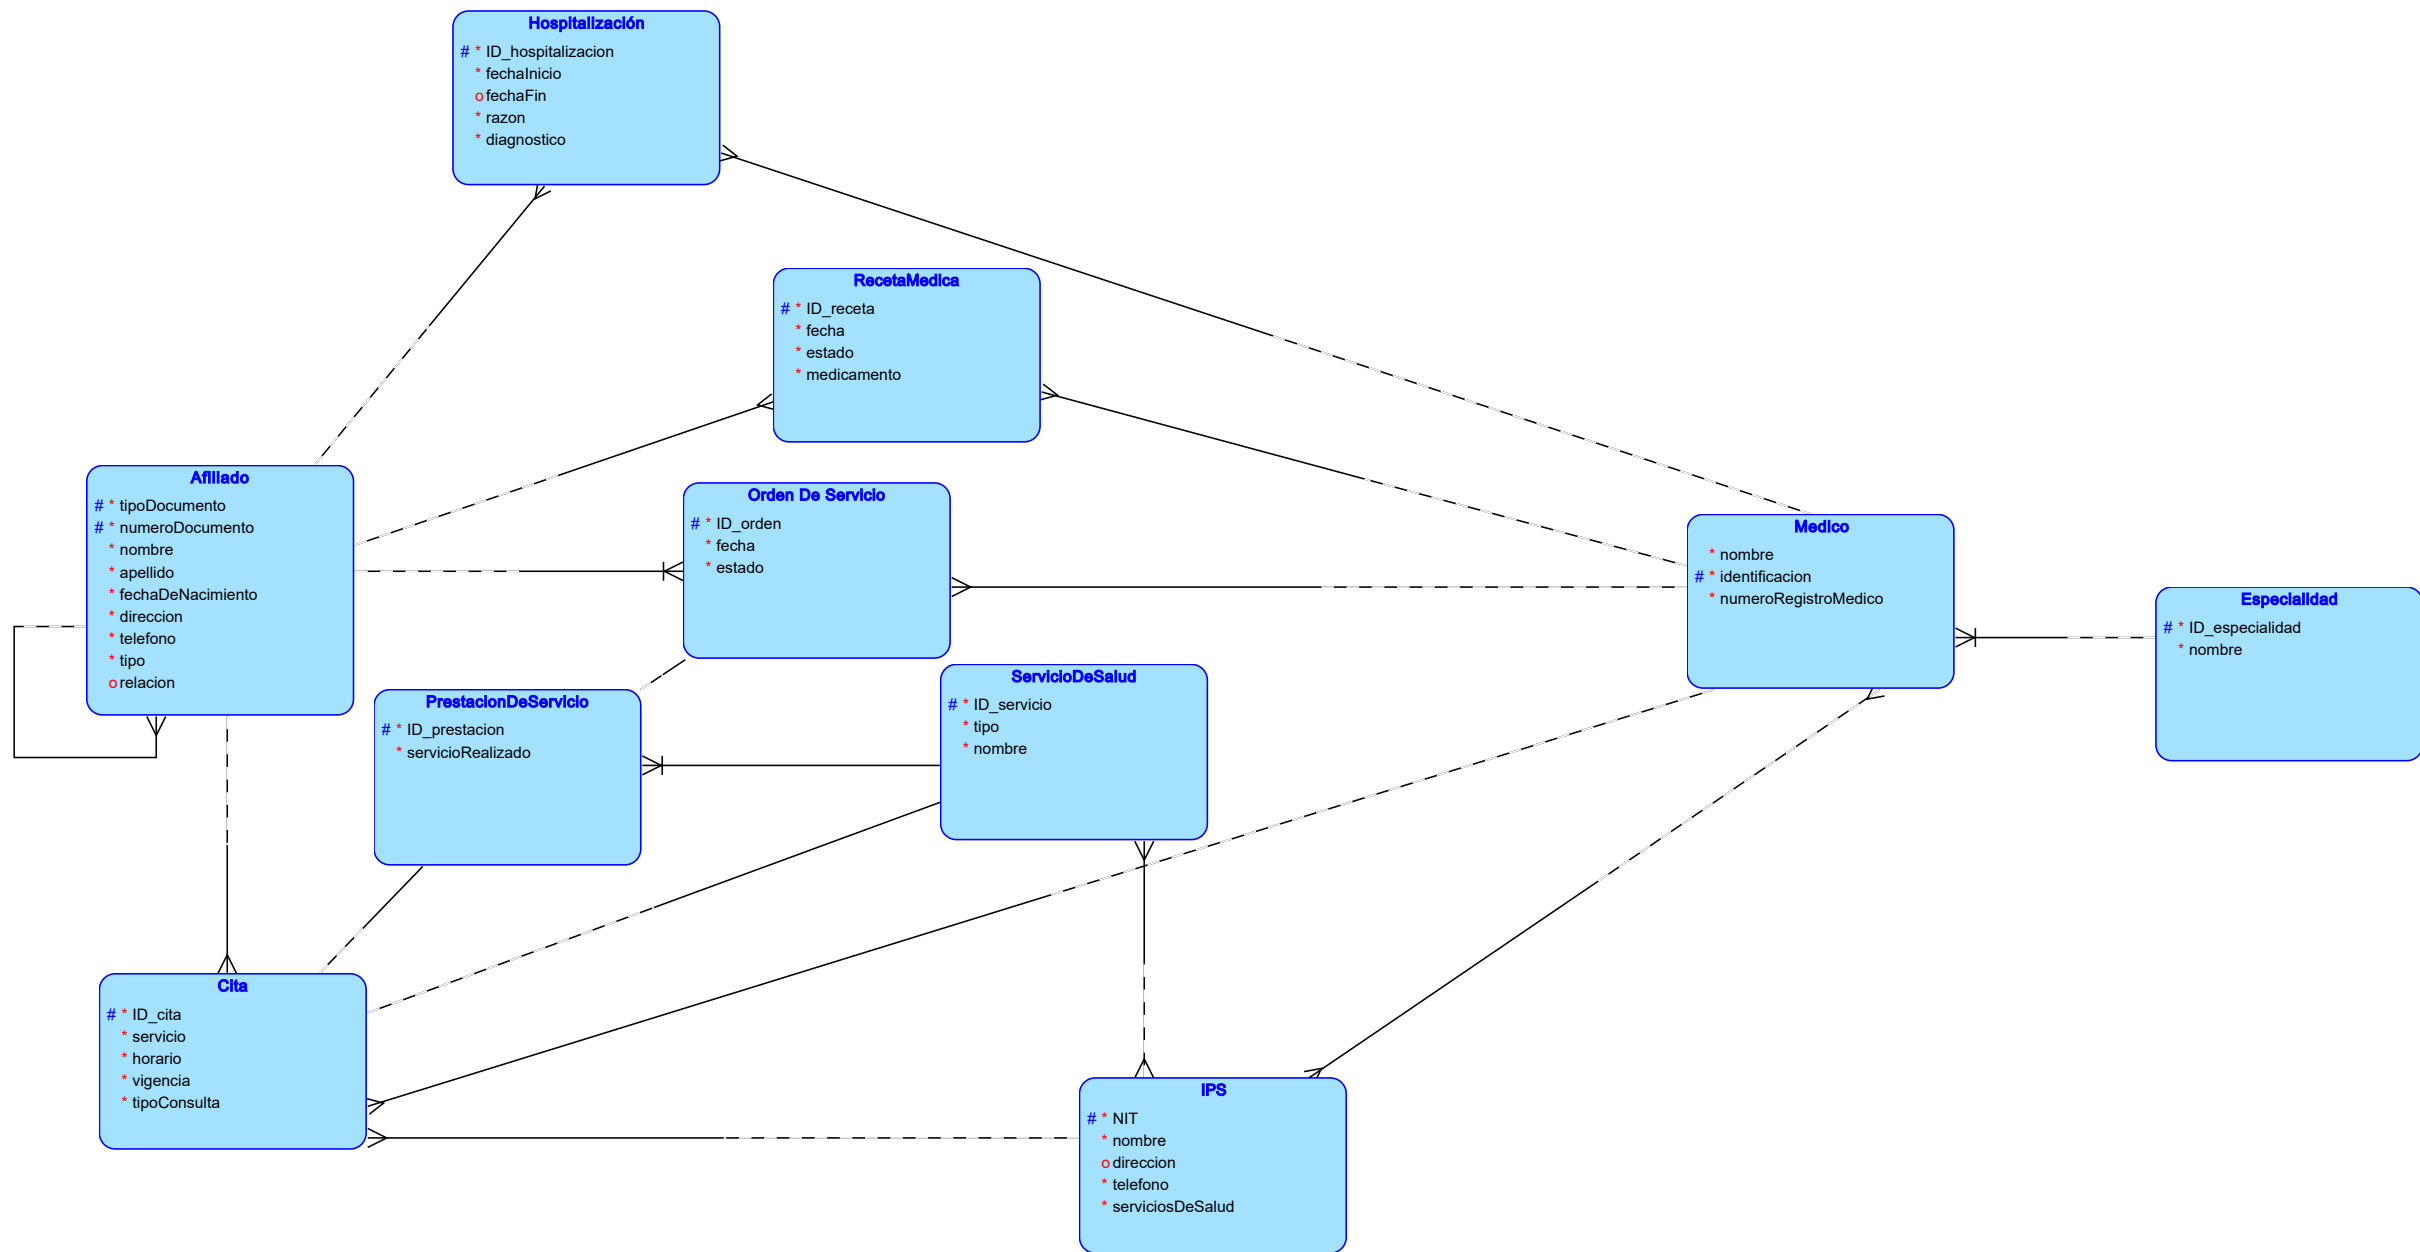 Hospitalización
# * ID_hospitalizacion
* fechaInicio
o fechaFin
* razon
* diagnostico
RecetaMedica
# * ID_receta
* fecha
* estado
* medicamento
Afiliado
# * tipoDocumento
# * numeroDocumento
* nombre
* apellido
* fechaDeNacimiento
* direccion
* telefono
* tipo
o relacion
Orden De Servicio
# * ID_orden
* fecha
* estado
Medico
* nombre
# * identificacion
* numeroRegistroMedico
Especialidad
# * ID_especialidad
* nombre
PrestacionDeServicio
# * ID_prestacion
* servicioRealizado
ServicioDeSalud
# * ID_servicio
* tipo
* nombre
Cita
# * ID_cita
* servicio
* horario
* vigencia
* tipoConsulta
IPS
# * NIT
* nombre
o direccion
* telefono
* serviciosDeSalud